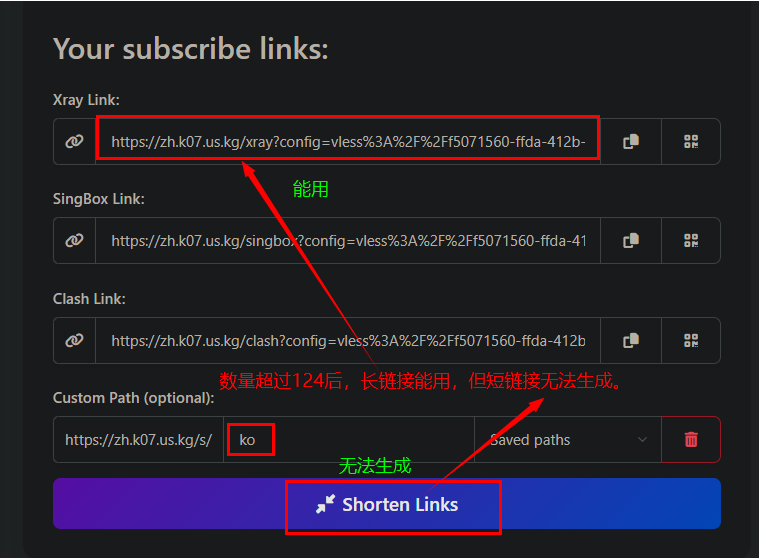 Your subscribe links:
Xray Link:
https://zh.k07.us.kg/xray?config=vless%3A%2F%2Ff5071560-ffda-412b-
能用
SingBox Link:
https://zh.k07.us.kg/singbox?config=vless%3A%2F%2Ff5071560-ffda-41
Clash Link:
https://zh.k07.us.kg/clash?config=vless%3A%2F%2Ff5071560-ffda-412b
数量超过124后，长链接能用，但短链接无法生成。
Custom Path (optional):
https://zh.k07.us.kg/s/ ko Saved paths
无法生成
Shorten Links